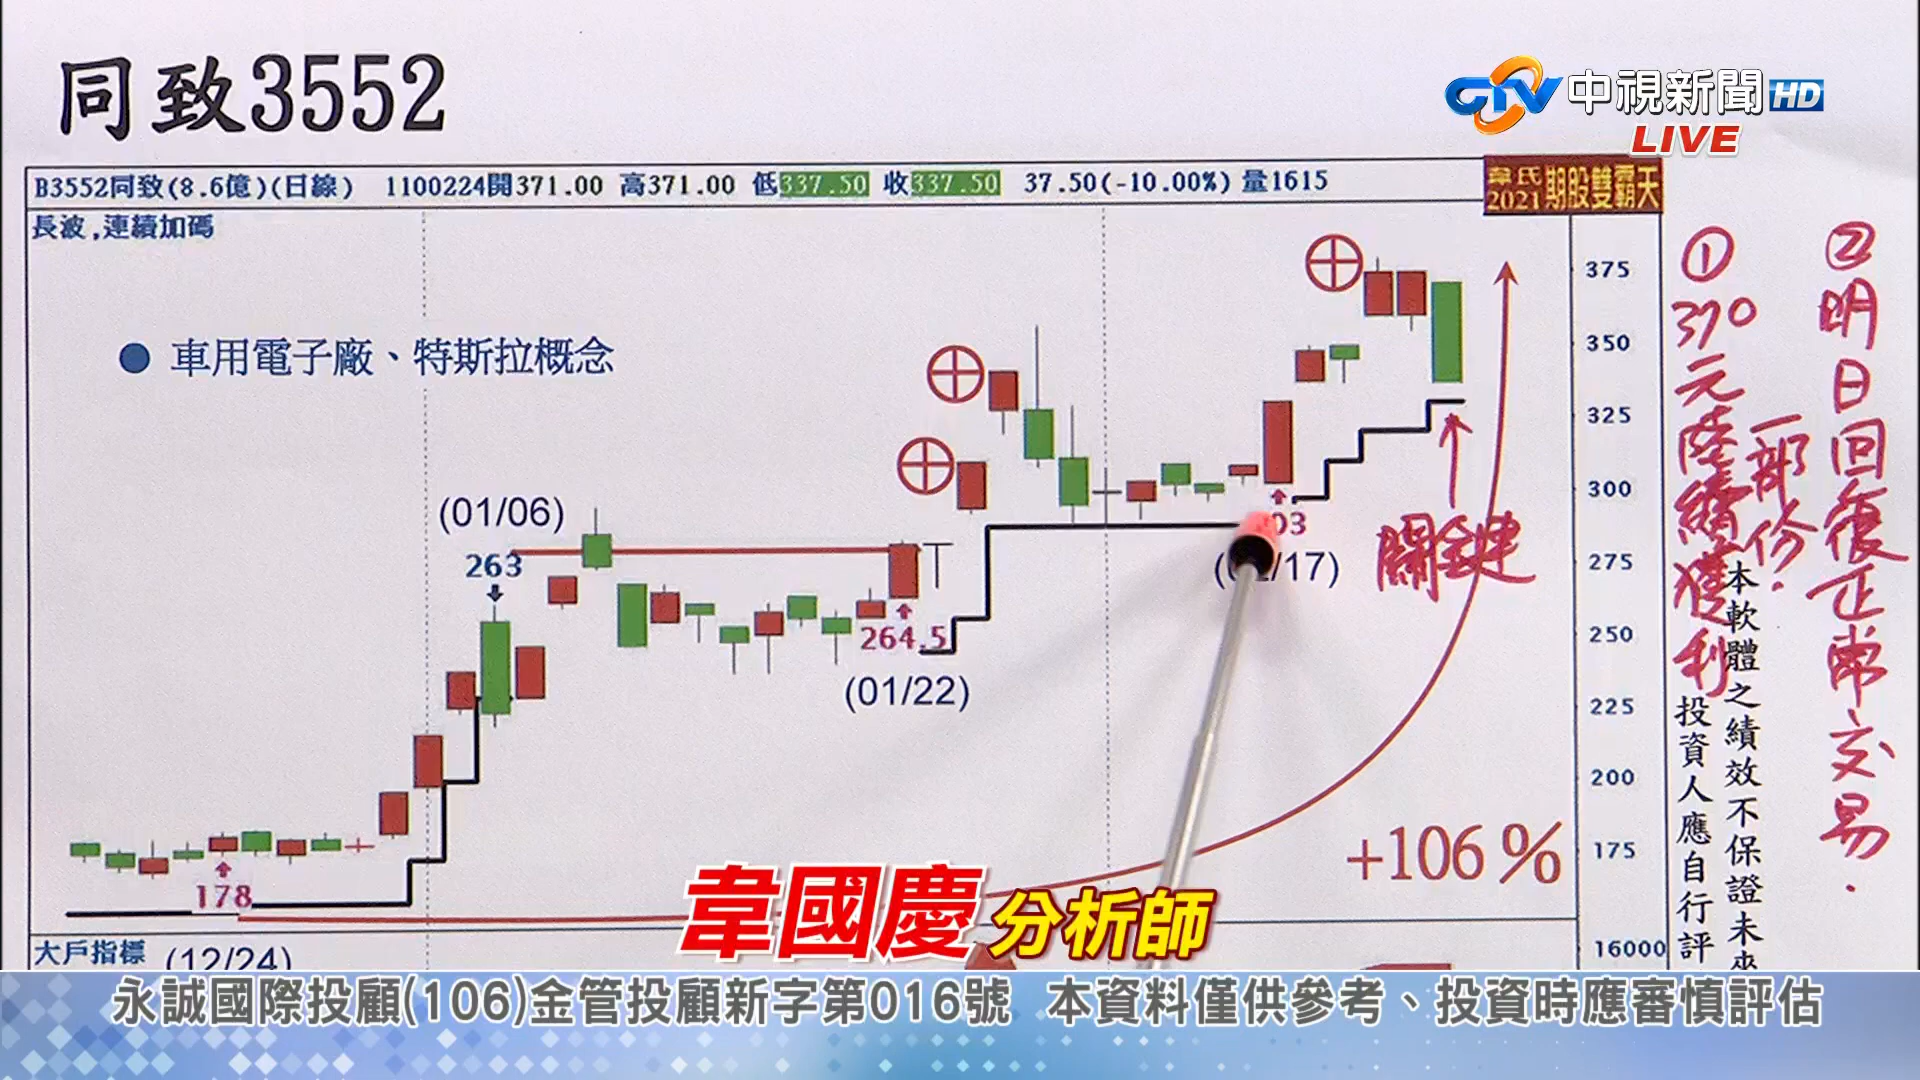 同致3552
CTV中視新聞HD
LIVE
B3552同致(8.6億)(日線) 1100224開371.00 高371.00 低337.50 收337.50 37.50(-10.00%) 量1615
韋氏
2021期股雙霸天
長波,連續加碼
● 車用電子廠、特斯拉概念
(01/06)
263
264.5
(01/22)
03
/17)
178
(12/24)
關鍵
+106%
375
350
325
300
275
250
225
200
175
16000
大戶指標
①370元陸續獲利
一部份.
②明日回復正常交易.
本軟體之績效不保證未來
投資人應自行評
韋國慶分析師
永誠國際投顧(106)金管投顧新字第016號 本資料僅供參考、投資時應審慎評估